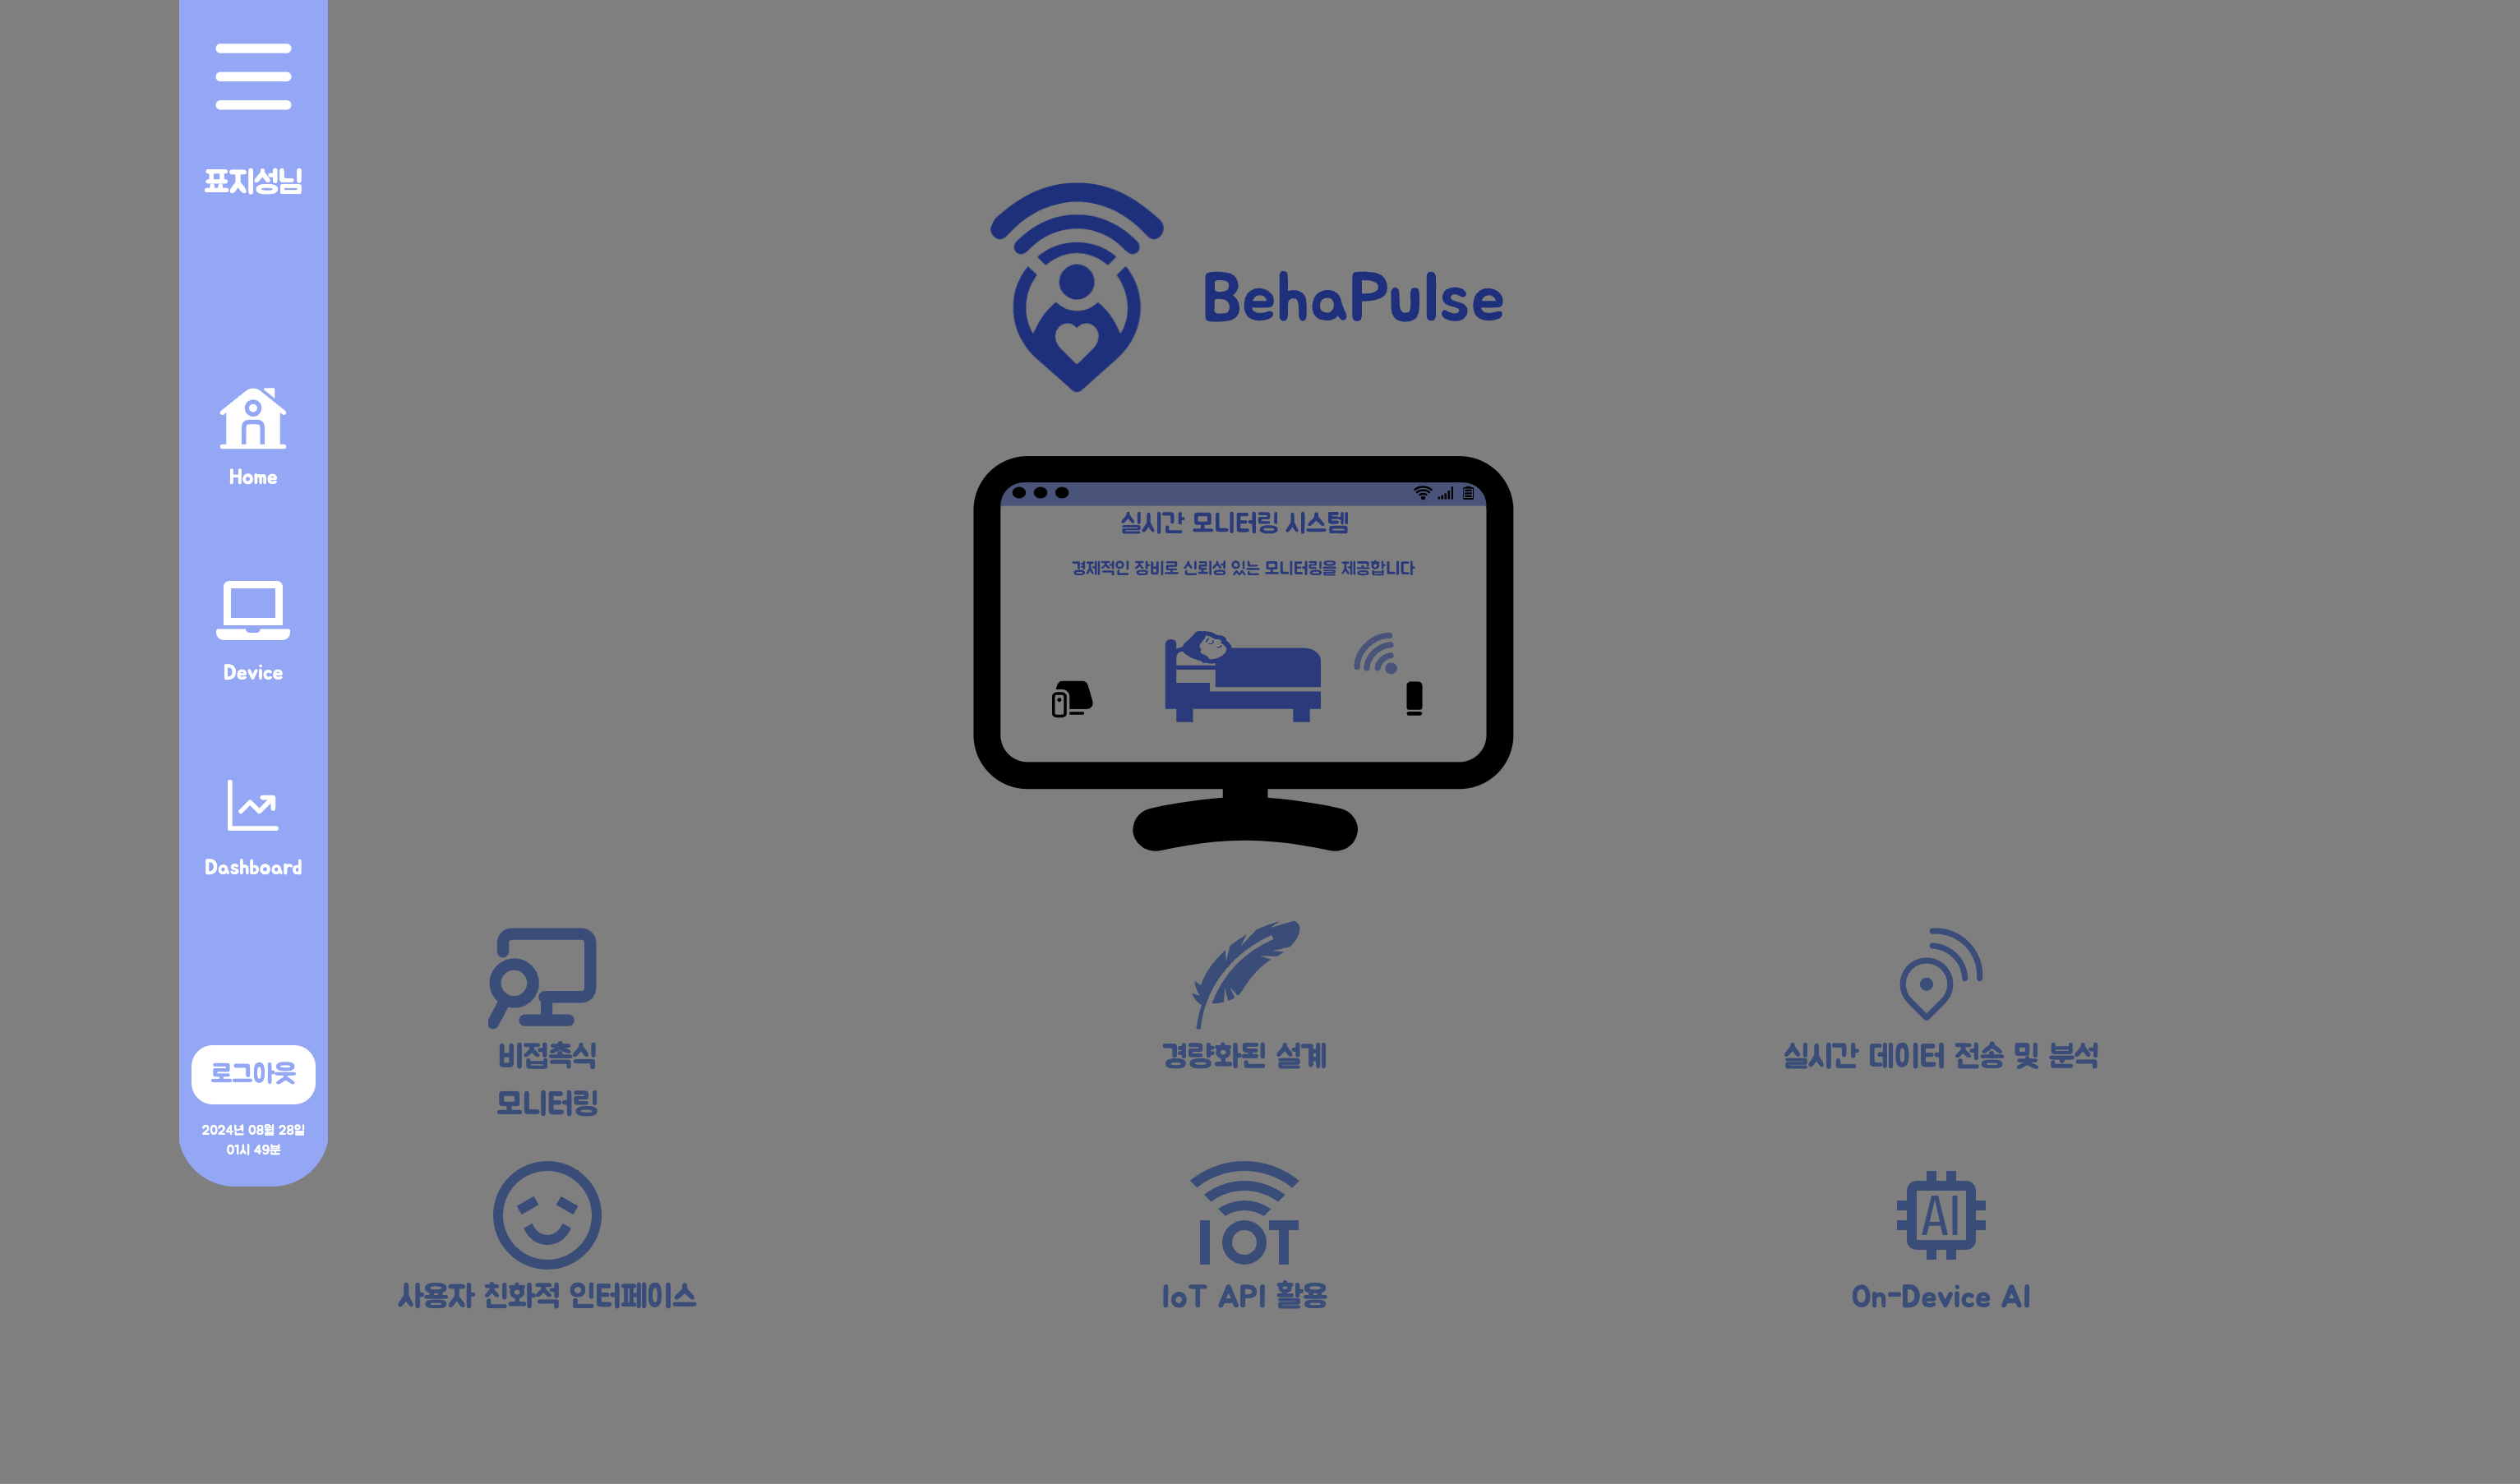 표지성님
Home
Device
Dashboard
로그아웃
2024년 08월 28일
01시 49분
BehaPulse
실시간 모니터링 시스템
경제적인 장비로 신뢰성 있는 모니터링을 제공합니다
비접촉식
모니터링
경량화된 설계
실시간 데이터 전송 및 분석
사용자 친화적 인터페이스
IOT
IoT API 활용
AI
On-Device AI